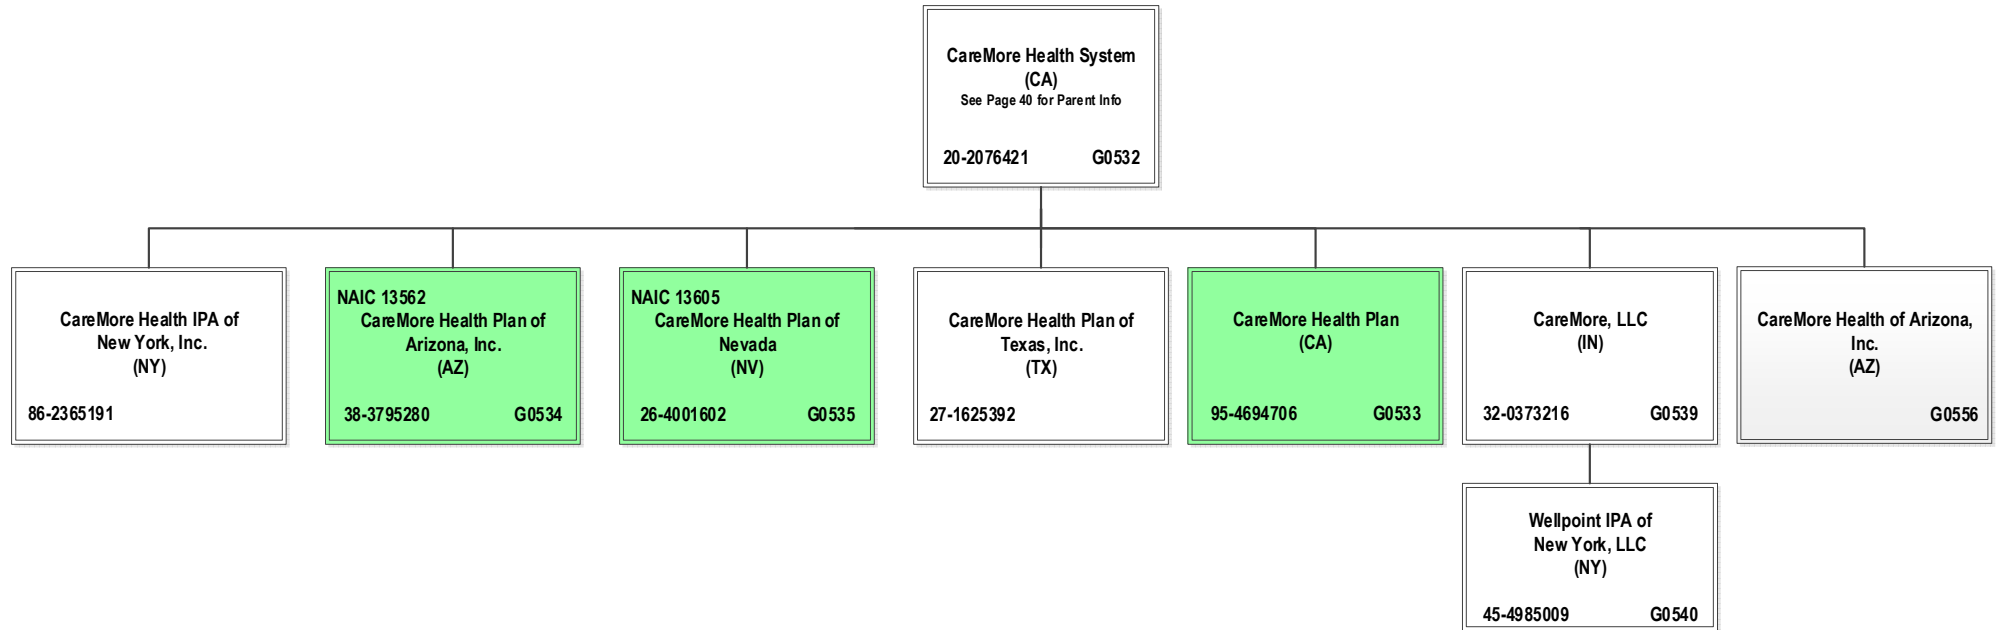 CareMore Health System
(CA)
See Page 40 for Parent Info
20-2076421 G0532
CareMore Health IPA of
New York, Inc.
(NY)
86-2365191
NAIC 13562
CareMore Health Plan of
Arizona, Inc.
(AZ)
38-3795280 G0534
NAIC 13605
CareMore Health Plan of
Nevada
(NV)
26-4001602 G0535
CareMore Health Plan of
Texas, Inc.
(TX)
27-1625392
CareMore Health Plan
(CA)
95-4694706 G0533
CareMore, LLC
(IN)
32-0373216 G0539
CareMore Health of Arizona,
Inc.
(AZ)
G0556
Wellpoint IPA of
New York, LLC
(NY)
45-4985009 G0540